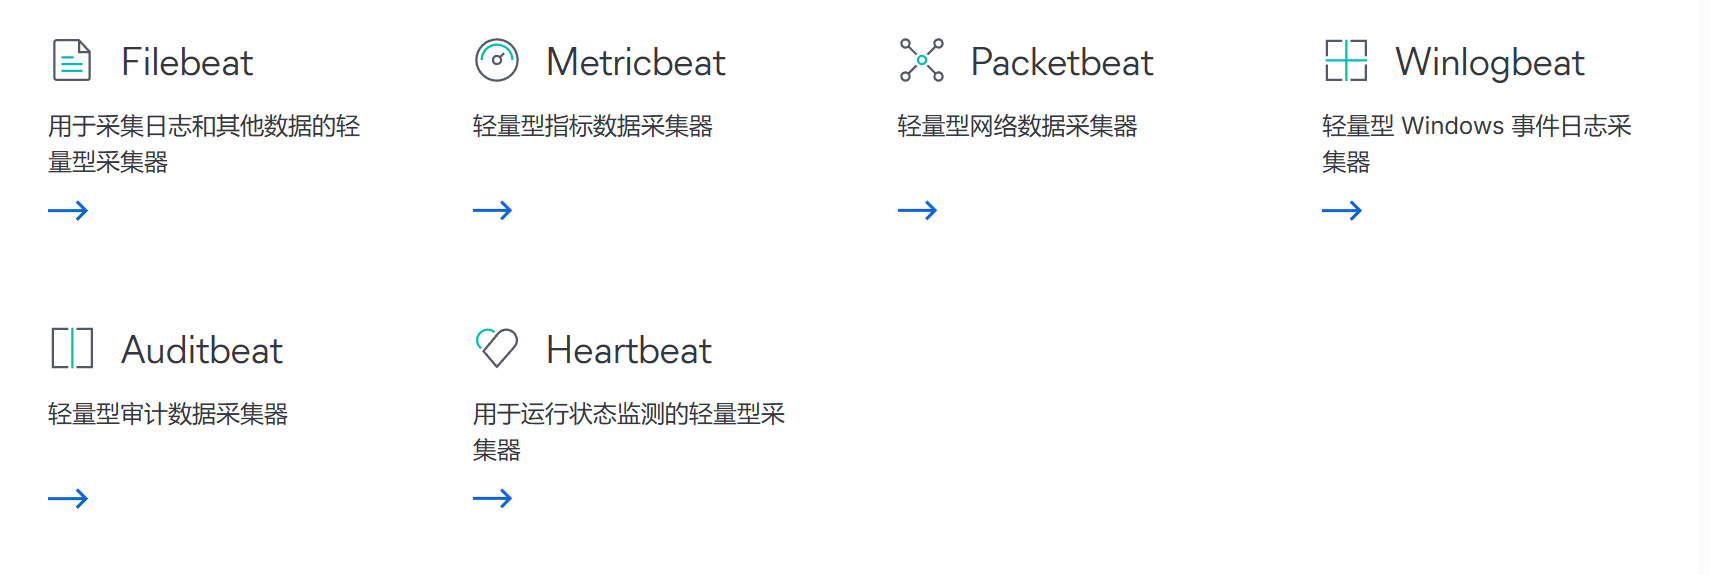 Filebeat
用于采集日志和其他数据的轻
量型采集器
Metricbeat
轻量型指标数据采集器
Packetbeat
轻量型网络数据采集器
Winlogbeat
轻量型 Windows 事件日志采
集器
Auditbeat
轻量型审计数据采集器
Heartbeat
用于运行状态监测的轻量型采
集器